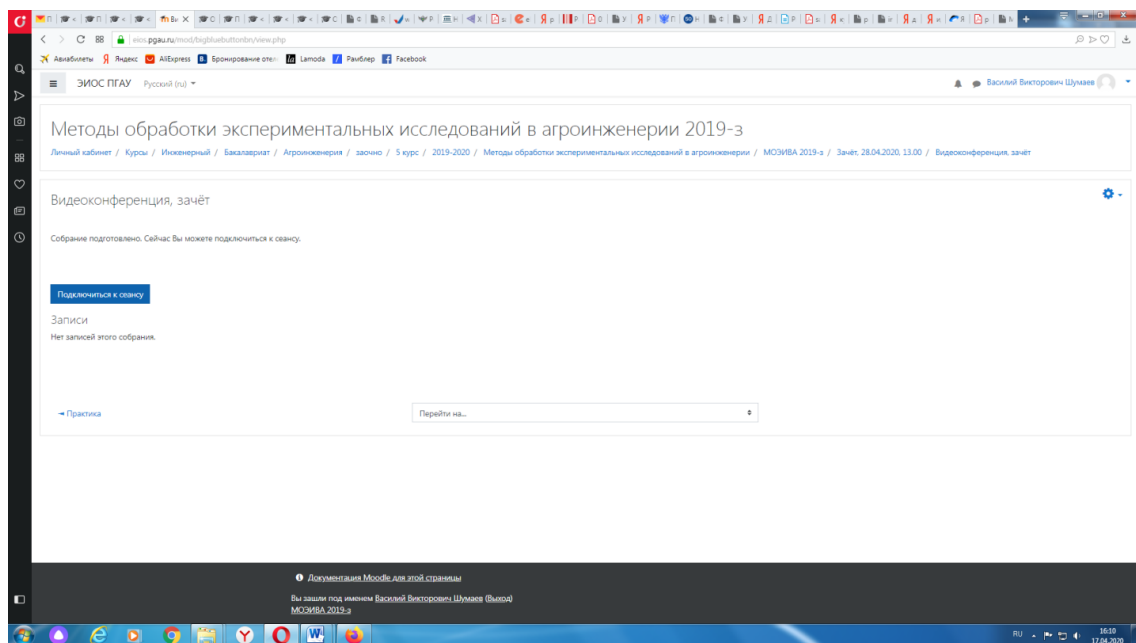 eios.pgau.ru/mod/bigbluebuttonbn/view.php
Авиабилеты Яндекс AliExpress Бронирование отел Lamoda Рамблер Facebook
ЭИОС ПГАУ Русский (ru) Василий Викторович Шумаев
Методы обработки экспериментальных исследований в агроинженерии 2019-з
Личный кабинет / Курсы / Инженерный / Бакалавриат / Агроинженерия / заочно / 5 курс / 2019-2020 / Методы обработки экспериментальных исследований в агроинженерии / МОЭИВА 2019-з / Зачёт, 28.04.2020, 13.00 / Видеоконференция, зачёт
Видеоконференция, зачёт
Собрание подготовлено. Сейчас Вы можете подключиться к сеансу.
Подключиться к сеансу
Записи
Нет записей этого собрания.
◄ Практика Перейти на...
Документация Moodle для этой страницы
Вы зашли под именем Василий Викторович Шумаев (Выход)
МОЭИВА 2019-з
RU 16:10
17.04.2020